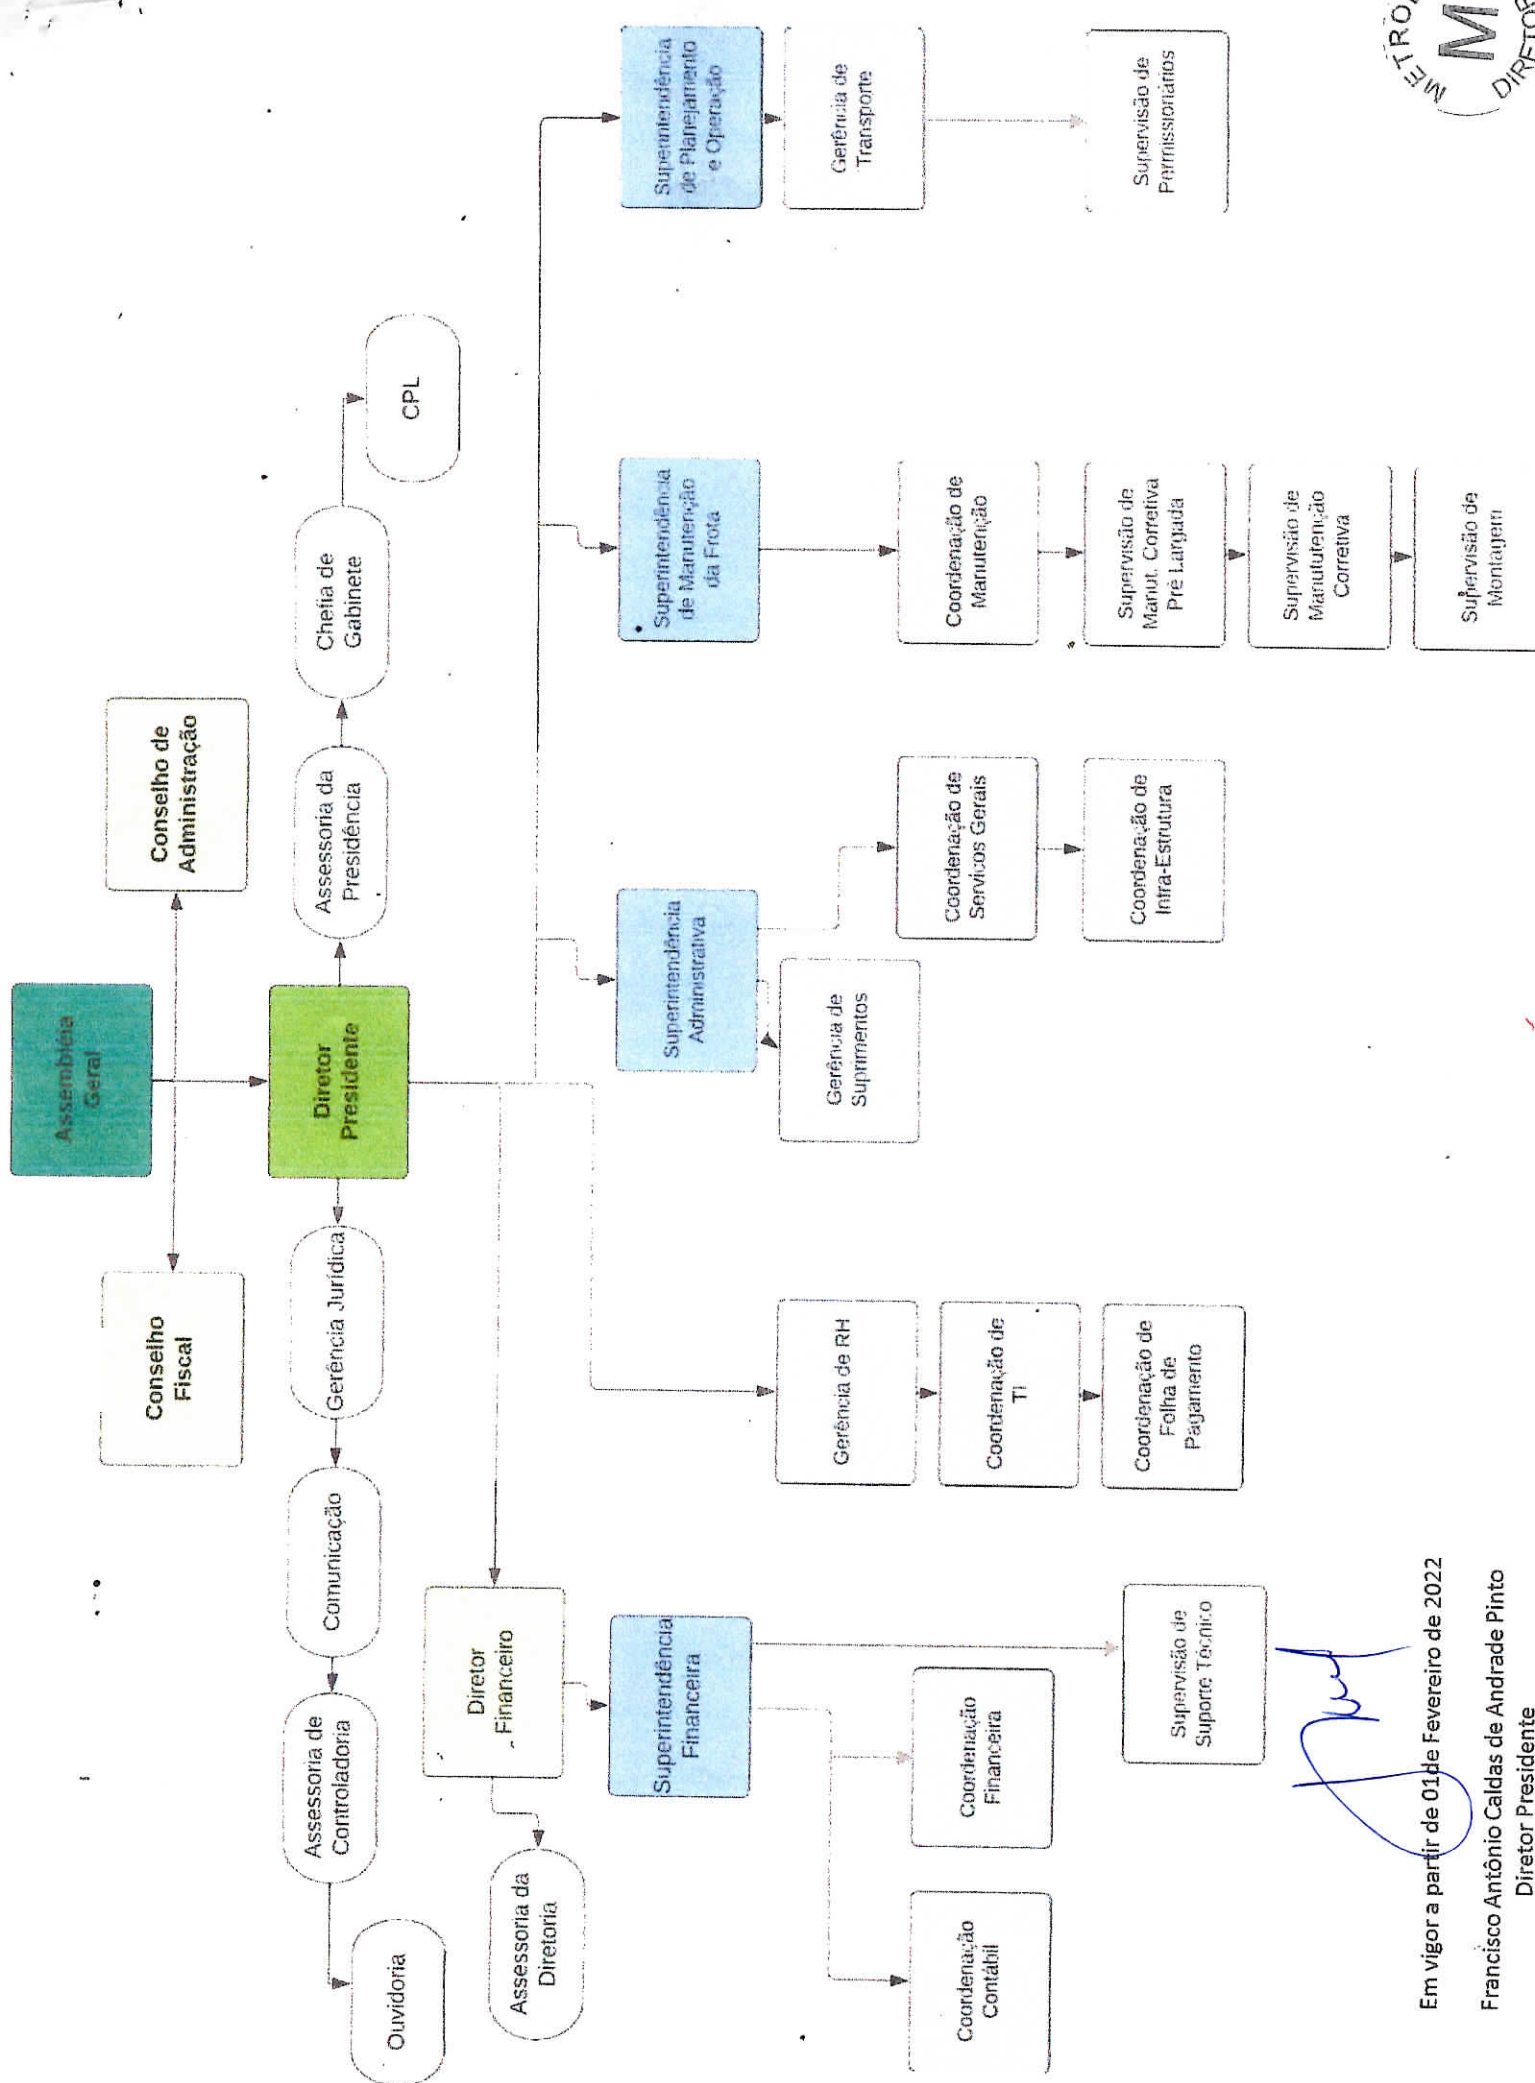 Assembléia
Geral
Conselho
Fiscal
Conselho de
Administração
Diretor
Presidente
Gerência Jurídica
Comunicação
Assessoria de
Controladoria
Ouvidoria
Assessoria da
Presidência
Chefia de
Gabinete
CPL
Diretor
Financeiro
Assessoria da
Diretoria
Superintendência
Financeira
Coordenação
Contábil
Coordenação
Financeira
Supervisão de
Suporte Técnico
Gerência de RH
Coordenação de
TI
Coordenação de
Folha de
Pagamento
Superintendência
Administrativa
Gerência de
Suprimentos
Coordenação de
Servicos Gerais
Coordenação de
Infra-Estrutura
Superintendência
de Manutenção
da Frota
Coordenação de
Manutenção
Supervisão de
Manut. Corretiva
Pré Largada
Supervisão de
Manututenção
Corretiva
Supervisão de
Montagem
Superintendência
de Planejamento
e Operação
Gerência de
Transporte
Supervisão de
Permissionários
Em vigor a partir de 01de Fevereiro de 2022
Francisco Antônio Caldas de Andrade Pinto
Diretor Presidente
M